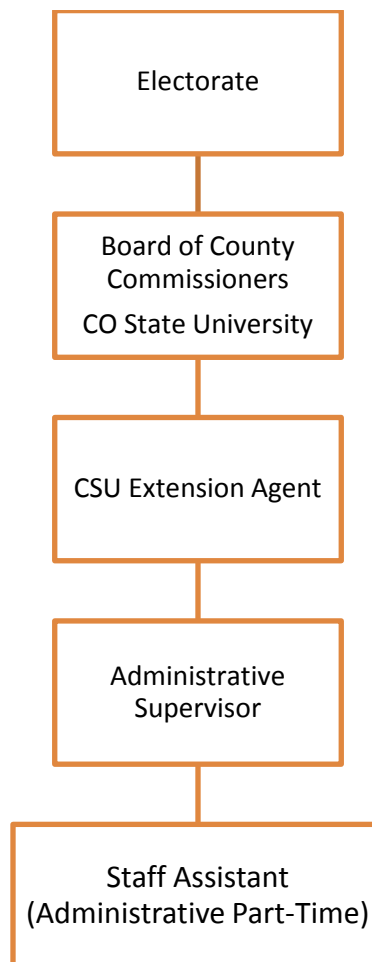 Electorate
Board of County
Commissioners
CO State University
CSU Extension Agent
Administrative
Supervisor
Staff Assistant
(Administrative Part-Time)